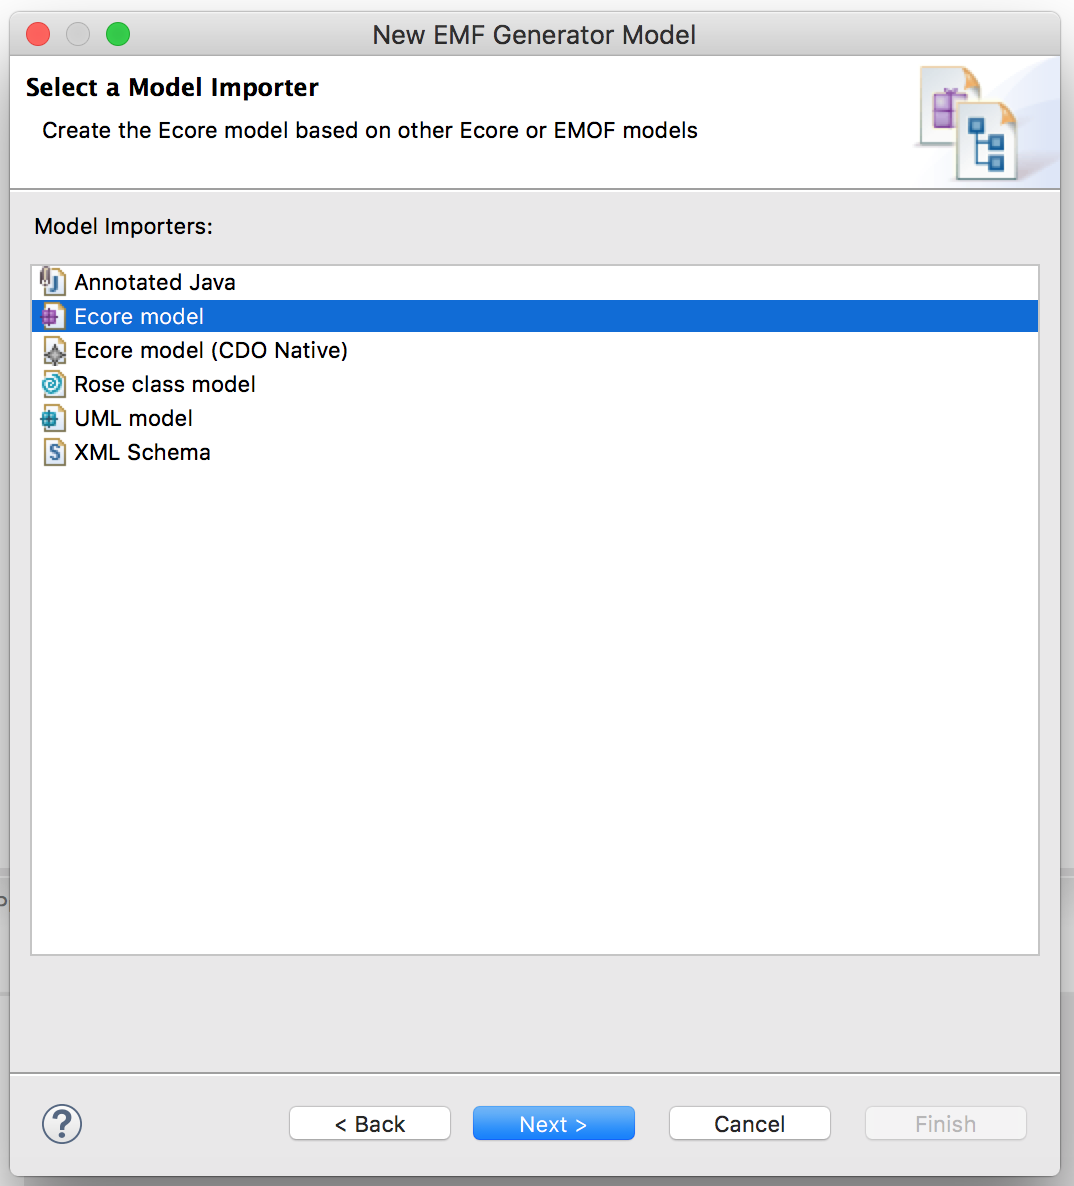 New EMF Generator Model
Select a Model Importer
Create the Ecore model based on other Ecore or EMOF models
Model Importers:
Annotated Java
Ecore model
Ecore model (CDO Native)
Rose class model
UML model
XML Schema
?
< Back
Next >
Cancel
Finish